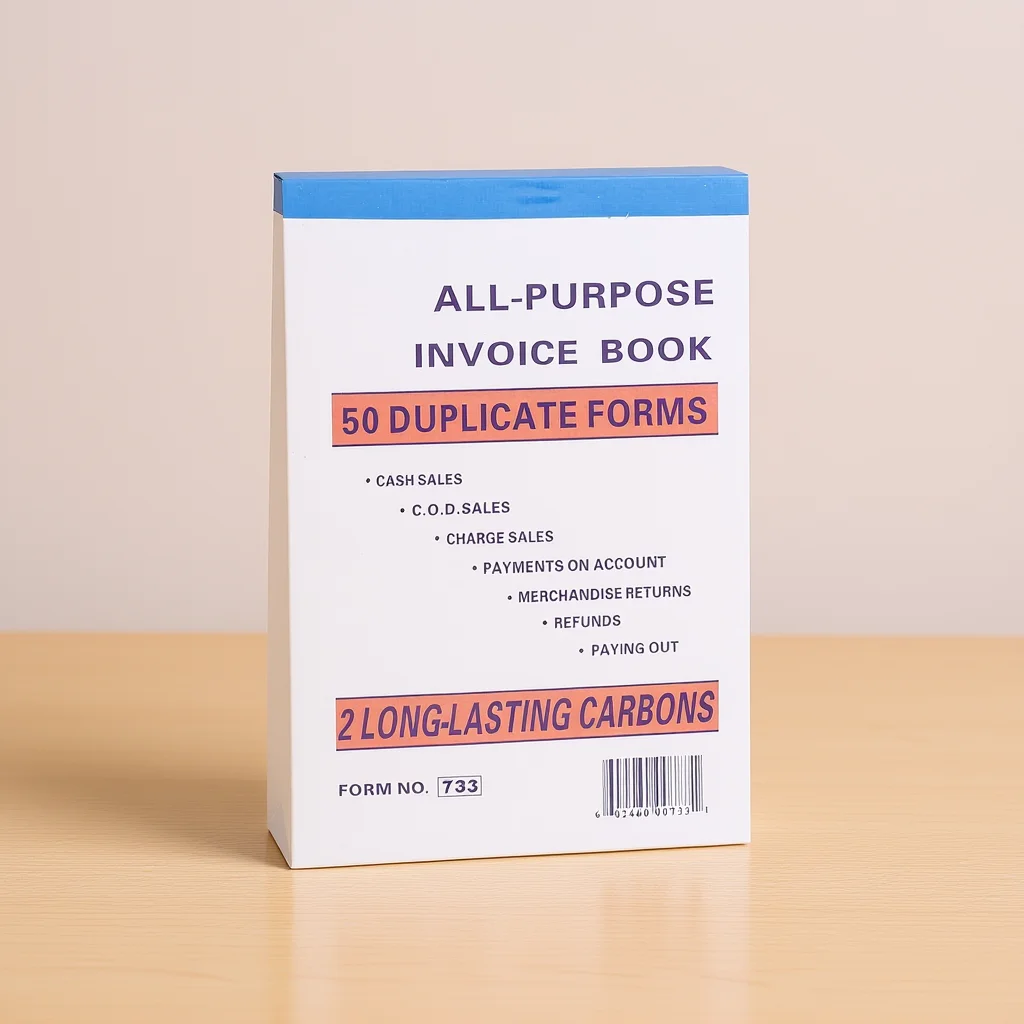 ALL-PURPOSE
INVOICE BOOK
50 DUPLICATE FORMS
• CASH SALES
• C.O.D.SALES
• CHARGE SALES
• PAYMENTS ON ACCOUNT
• MERCHANDISE RETURNS
• REFUNDS
• PAYING OUT
2 LONG-LASTING CARBONS
FORM NO. 733